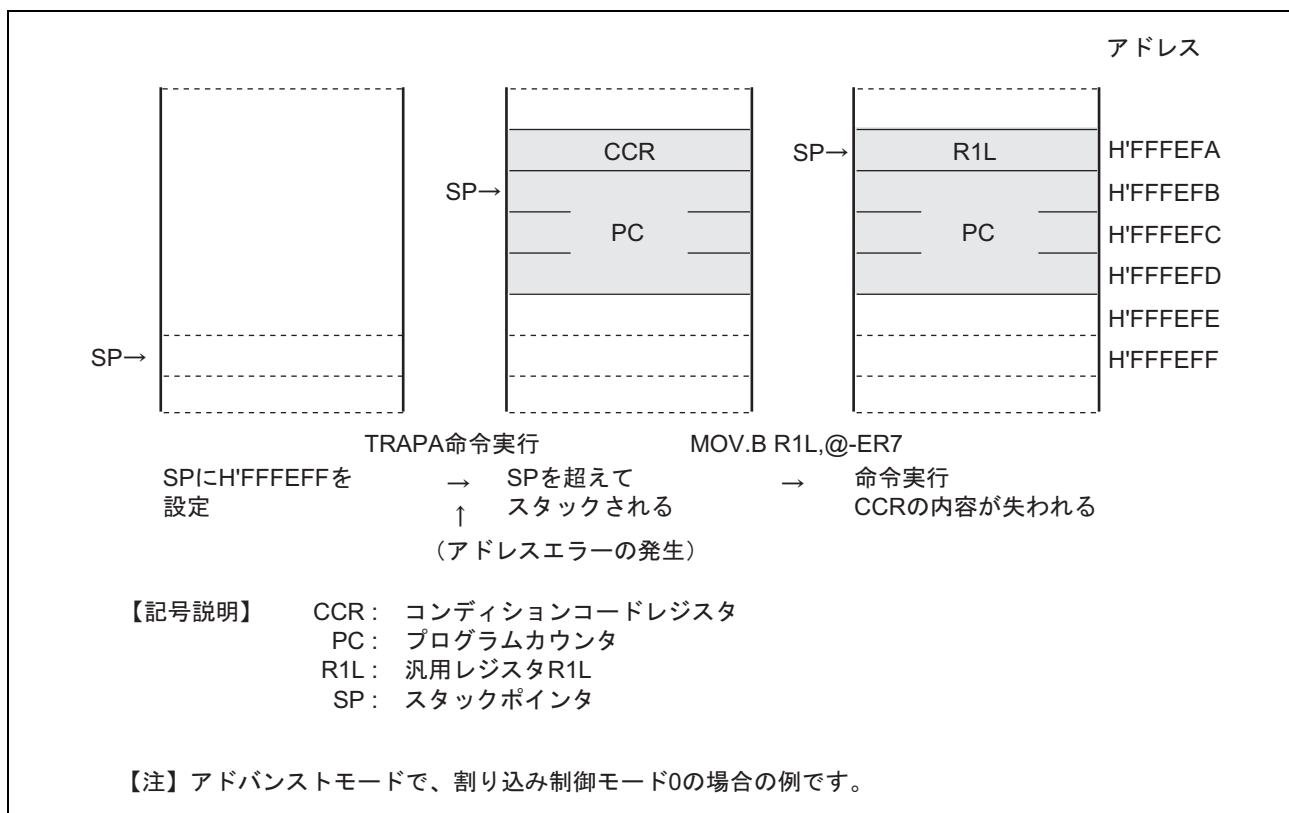 アドレス
CCR
SP→
R1L
H'FFFEFA
SP→
H'FFFEFB
PC
PC
H'FFFEFC
H'FFFEFD
H'FFFEFE
SP→
H'FFFEFF
TRAPA命令実行
MOV.B R1L,@-ER7
SPにH'FFFEFFを
→
SPを超えて
→
命令実行
設定
↑
スタックされる
CCRの内容が失われる
（アドレスエラーの発生）
【記号説明】 CCR : コンディションコードレジスタ
PC : プログラムカウンタ
R1L : 汎用レジスタR1L
SP : スタックポインタ
【注】アドバンストモードで、割り込み制御モード0の場合の例です。